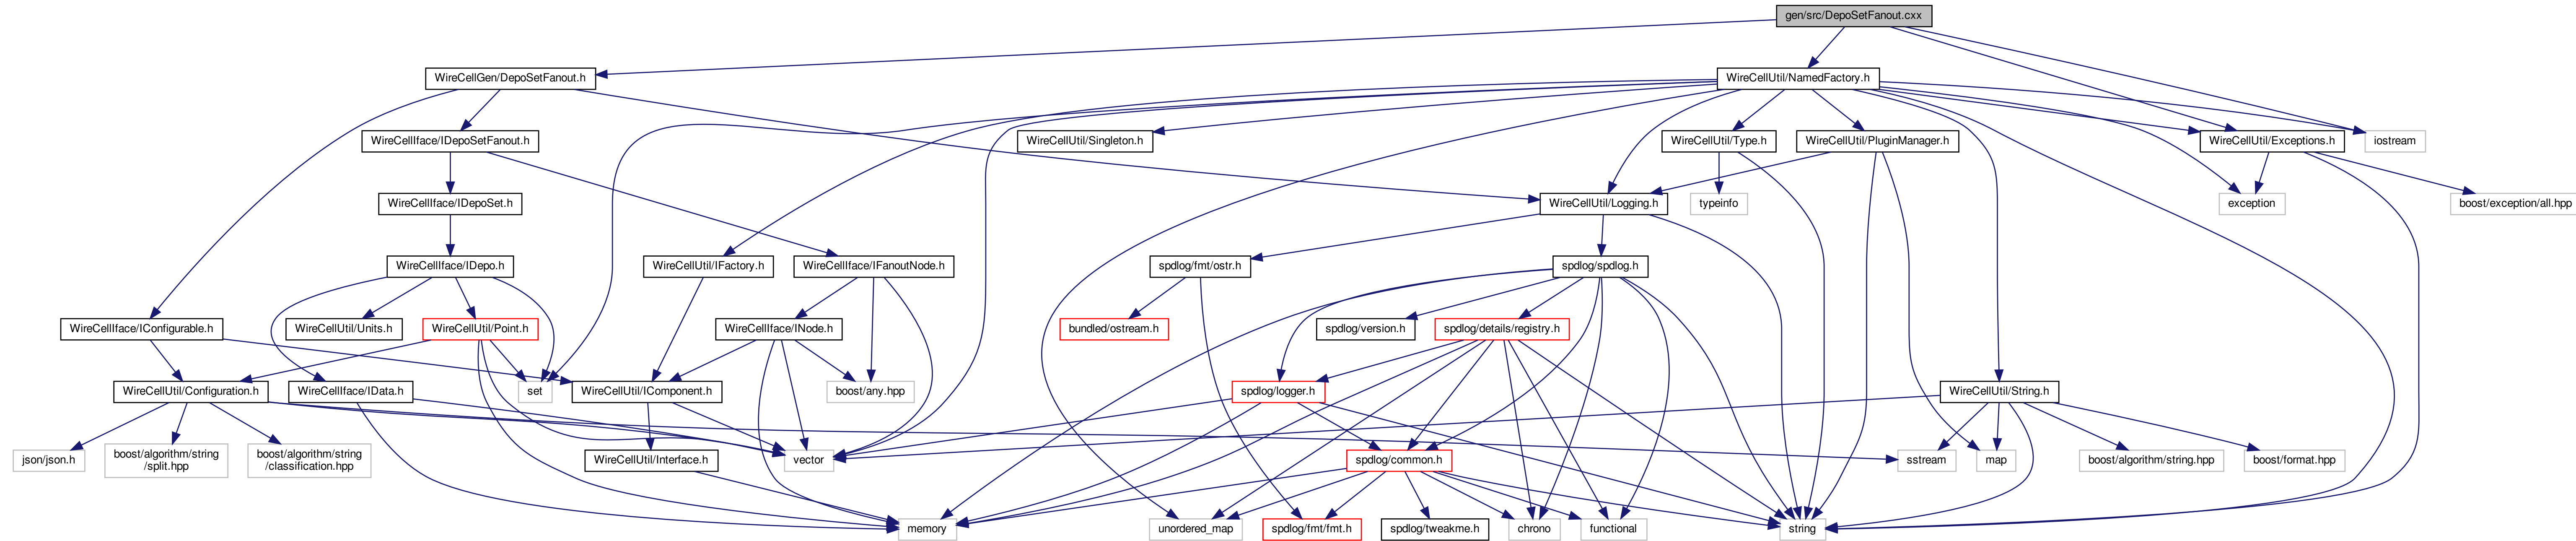 gen/src/DepoSetFanout.cxx
WireCellGen/DepoSetFanout.h
WireCellUtil/NamedFactory.h
WireCellIface/IDepoSetFanout.h
WireCellUtil/Singleton.h
WireCellUtil/Type.h
WireCellUtil/PluginManager.h
WireCellUtil/Exceptions.h
iostream
WireCellIface/IDepoSet.h
WireCellUtil/Logging.h
typeinfo
exception
boost/exception/all.hpp
WireCellIface/IDepo.h
WireCellUtil/IFactory.h
WireCellIface/IFanoutNode.h
spdlog/fmt/ostr.h
spdlog/spdlog.h
WireCellIface/IConfigurable.h
WireCellUtil/Units.h
WireCellUtil/Point.h
WireCellIface/INode.h
bundled/ostream.h
spdlog/version.h
spdlog/details/registry.h
WireCellUtil/Configuration.h
WireCellIface/IData.h
set
WireCellUtil/IComponent.h
boost/any.hpp
spdlog/logger.h
WireCellUtil/String.h
json/json.h
boost/algorithm/string
/split.hpp
boost/algorithm/string
/classification.hpp
WireCellUtil/Interface.h
vector
spdlog/common.h
sstream
map
boost/algorithm/string.hpp
boost/format.hpp
memory
unordered_map
spdlog/fmt/fmt.h
spdlog/tweakme.h
chrono
functional
string